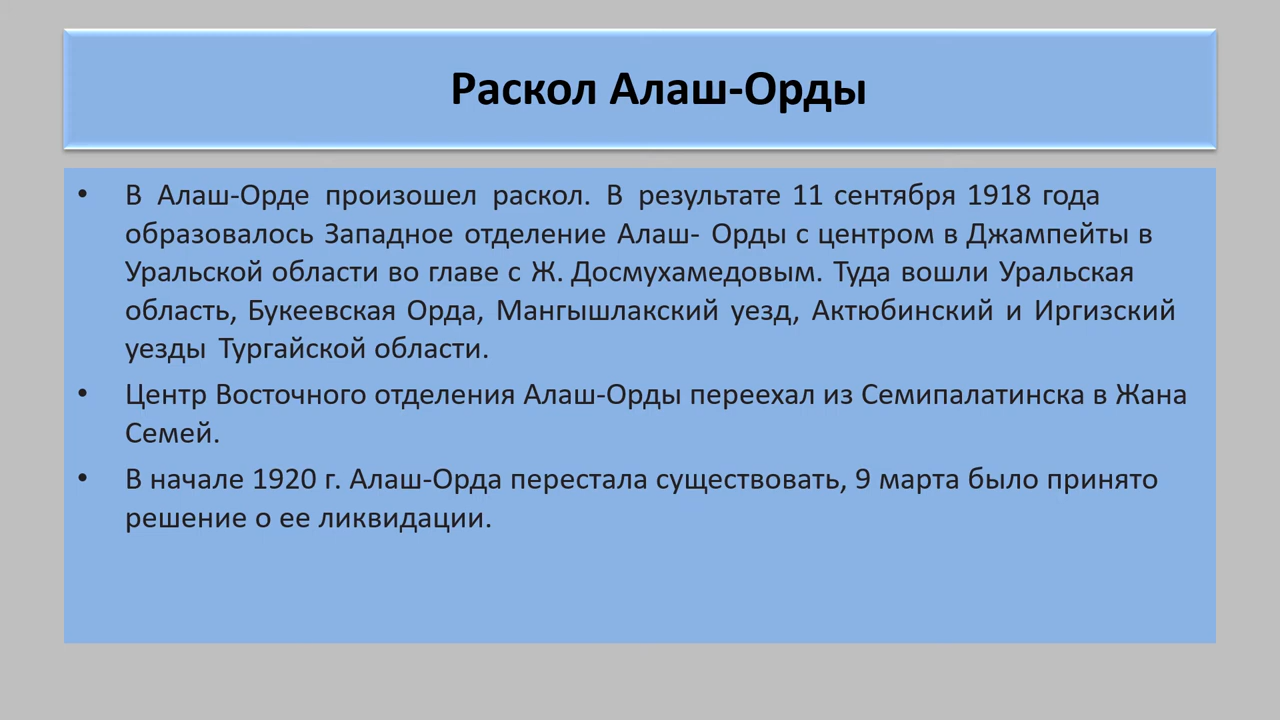 Раскол Алаш-Орды
• В Алаш-Орде произошел раскол. В результате 11 сентября 1918 года
образовалось Западное отделение Алаш- Орды с центром в Джампейты в
Уральской области во главе с Ж. Досмухамедовым. Туда вошли Уральская
область, Букеевская Орда, Мангышлакский уезд, Актюбинский и Иргизский
уезды Тургайской области.
• Центр Восточного отделения Алаш-Орды переехал из Семипалатинска в Жана
Семей.
• В начале 1920 г. Алаш-Орда перестала существовать, 9 марта было принято
решение о ее ликвидации.